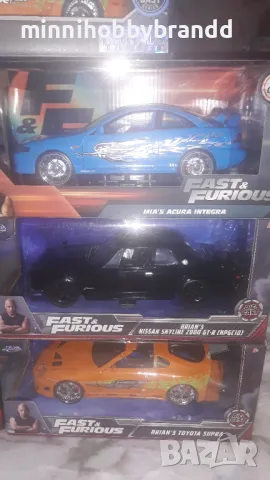 minnihobbybrandd
FAST&FURIOUS
MIA'S ACURA INTEGRA
FAST&
FURIOUS
BRIAN'S
NISSAN SKYLINE 2000 GT-R (KPGC10)
FAST&
FURIOUS
BRIAN'S TOYOTA SUPRA
BAZAR